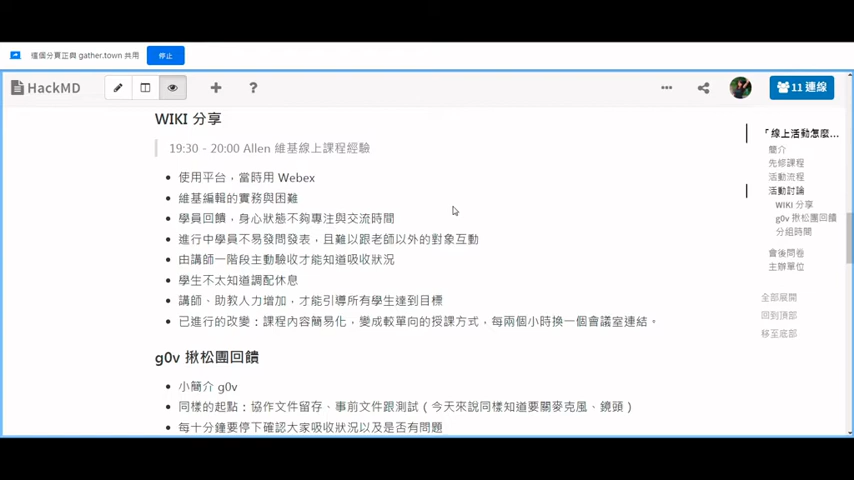 這個分頁正與 gather.town 共用
停止
HackMD
11 連線
WIKI 分享
19:30 - 20:00 Allen 維基線上課程經驗
使用平台，當時用 Webex
維基編輯的實務與困難
學員回饋，身心狀態不夠專注與交流時間
進行中學員不易發問發表，且難以跟老師以外的對象互動
由講師一階段主動驗收才能知道吸收狀況
學生不太知道調配休息
講師、助教人力增加，才能引導所有學生達到目標
已進行的改變：課程內容簡易化，變成較單向的授課方式，每兩個小時換一個會議室連結。
g0v 揪松團回饋
小簡介 g0v
同樣的起點：協作文件留存、事前文件跟測試（今天來說同樣知道要關麥克風、鏡頭）
每十分鐘要停下確認大家吸收狀況以及是否有問題
「線上活動怎麼...
簡介
先修課程
活動流程
活動討論
WIKI 分享
g0v 揪松團回饋
分組時間
會後問卷
主辦單位
全部展開
回到頂部
移至底部